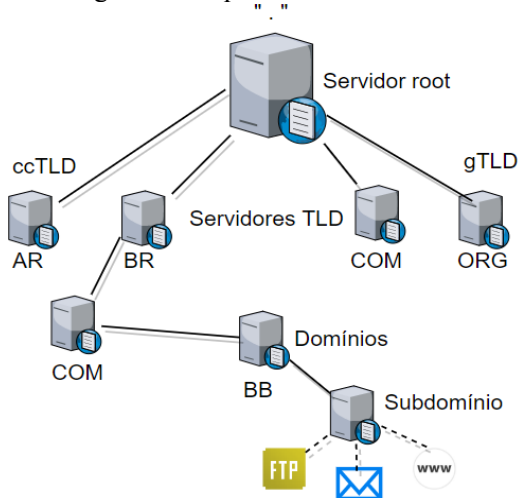 " . "
Servidor root
ccTLD
gTLD
AR
BR
Servidores TLD
COM
ORG
COM
Domínios
BB
Subdomínio
FTP
www